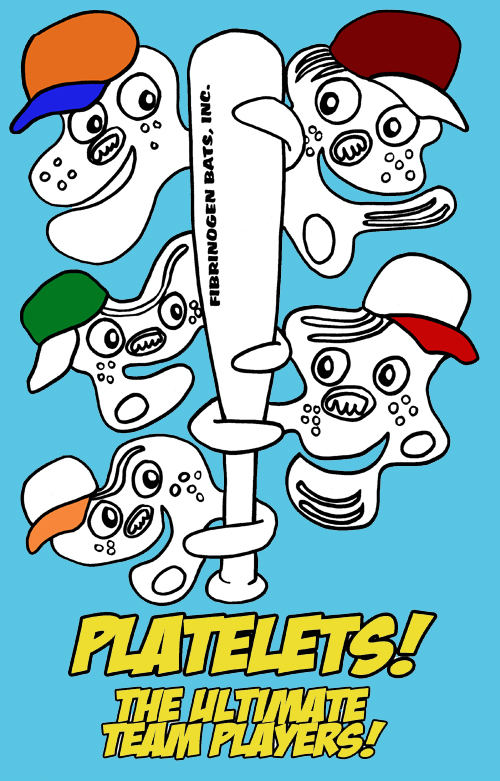 FIBRINOGEN BATS, INC.
PLATELETS!
THE ULTIMATE
TEAM PLAYERS!